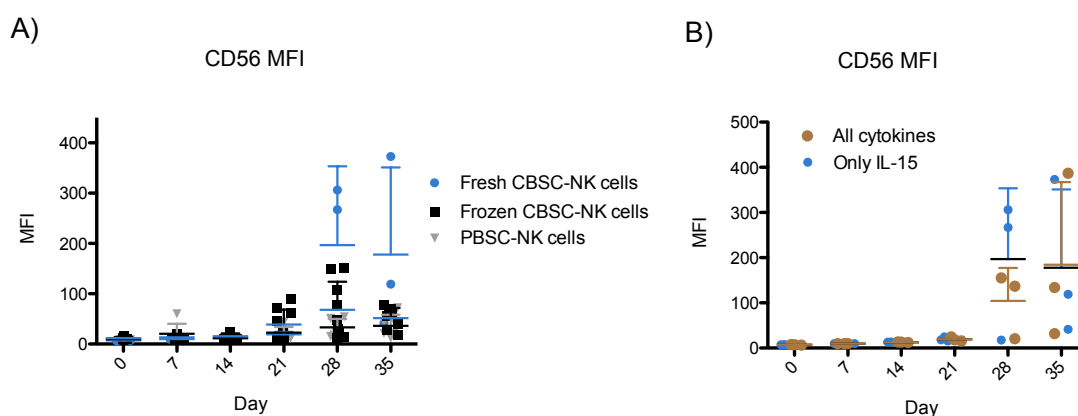 A)
CD56 MFI
MFI
400
300
200
100
0
0
7
14
21
28
35
Day
Fresh CBSC-NK cells
Frozen CBSC-NK cells
PBSC-NK cells
B)
CD56 MFI
MFI
500
400
300
200
100
0
0
7
14
21
28
35
Day
All cytokines
Only IL-15